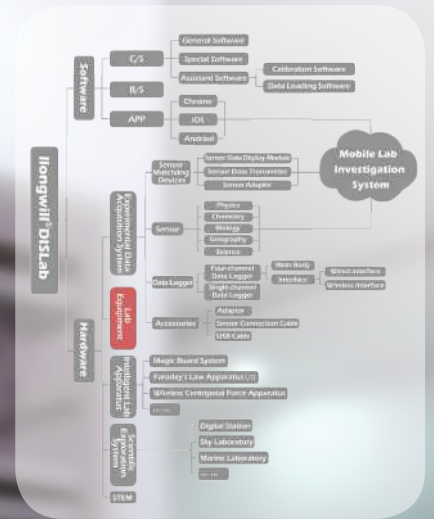 llongwill®DISLab
Software
C/S
General Software
Special Software
Assistant Software
Calibration Software
Data Loading Software
B/S
APP
Chrome
iOS
Andriod
Mobile Lab
Investigation
System
Hardware
Experimental Data
Acquisition System
Sensor
Matching
Devices
Sensor Data Display Module
Sensor Data Transmitter
Sensor Adaptor
Sensor
Physics
Chemistry
Biology
Geography
Science
Data Logger
Four-channel
Data Logger
Main Body
Interface
Wired Interface
Wireless Interface
Single-channel
Data Logger
Accessories
Adaptor
Sensor Connection Cable
USB Cable
Lab
Equipment
Intelligent Lab
Apparatus
Magic Board System
Faraday's Law Apparatus
Wireless Centripetal Force Apparatus
... ...
Scientific
Exploration
System
Digital Station
Sky Laboratory
Marine Laboratory
... ...
STEM